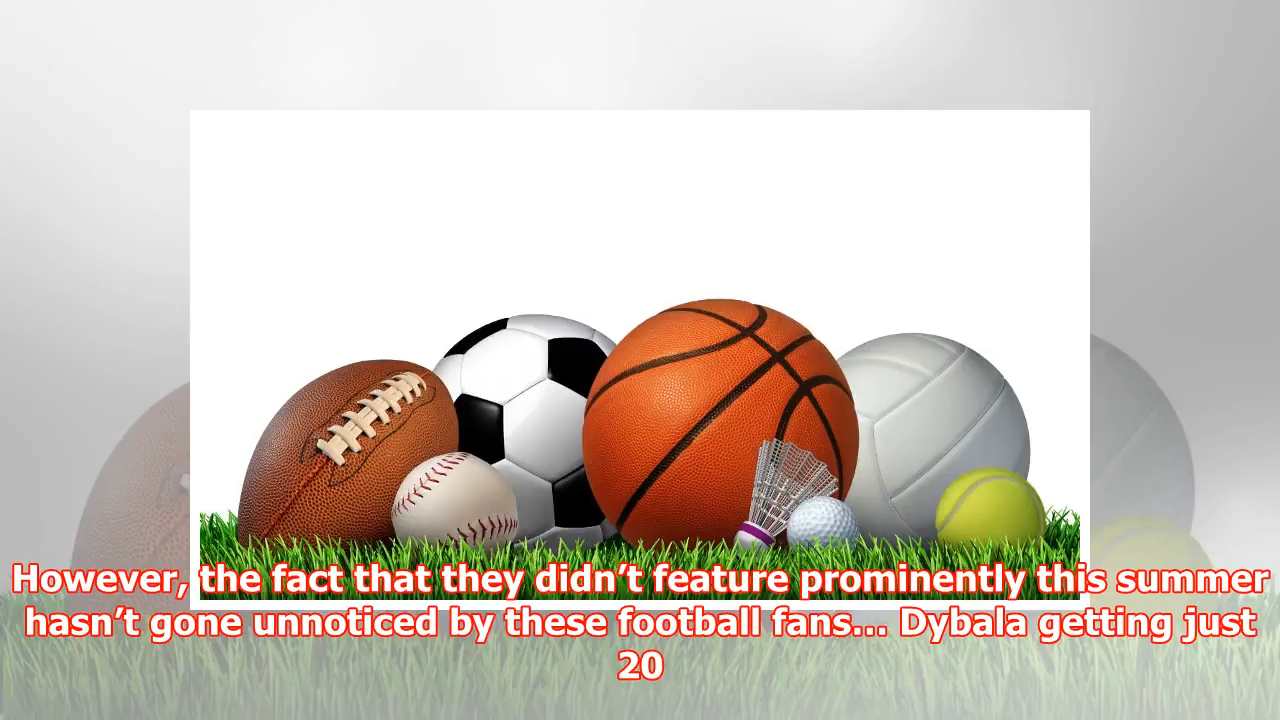 However, the fact that they didn’t feature prominently this summer
hasn’t gone unnoticed by these football fans... Dybala getting just
20